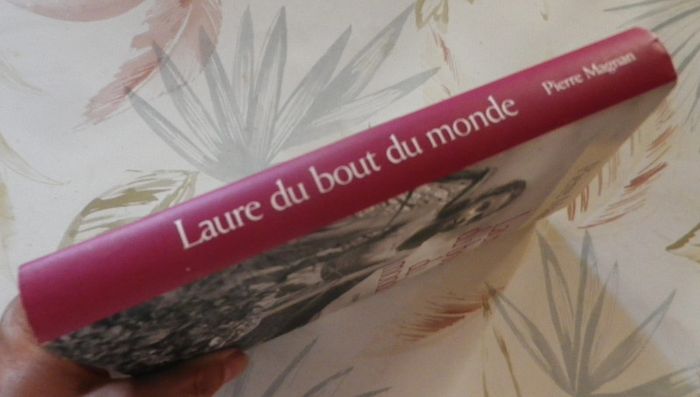 Laure du bout du monde
Pierre Magnan